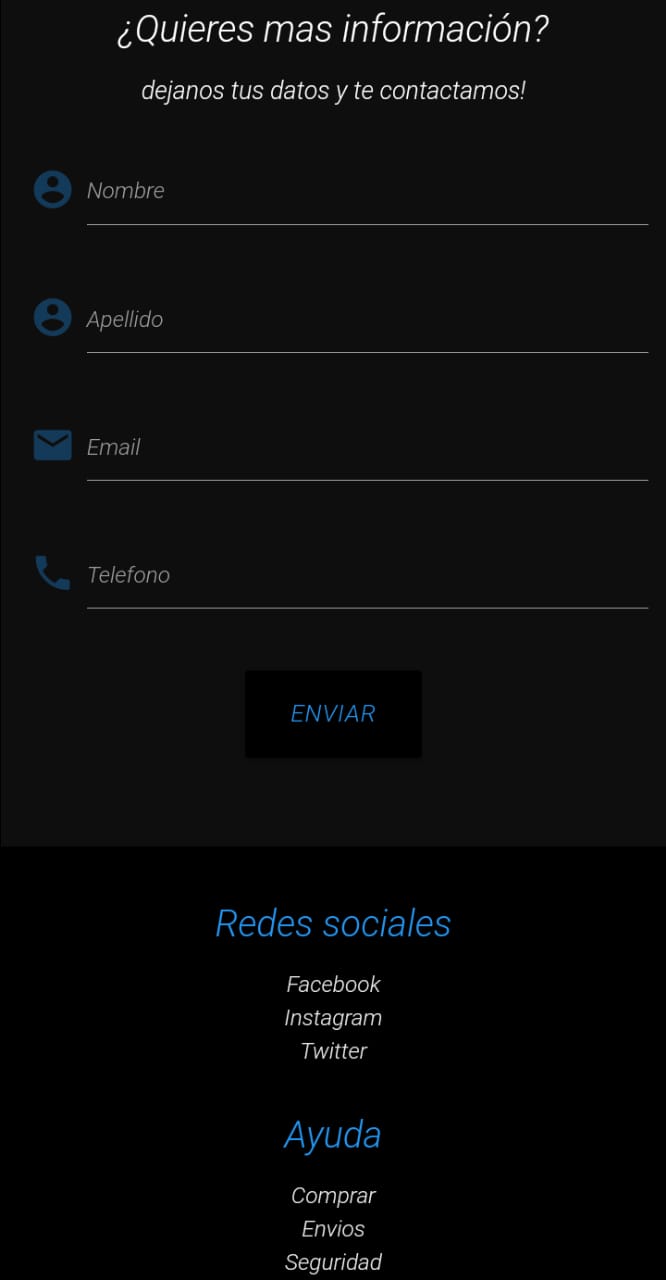 ¿Quieres mas información?
dejanos tus datos y te contactamos!
Nombre
Apellido
Email
Telefono
ENVIAR
Redes sociales
Facebook
Instagram
Twitter
Ayuda
Comprar
Envios
Seguridad